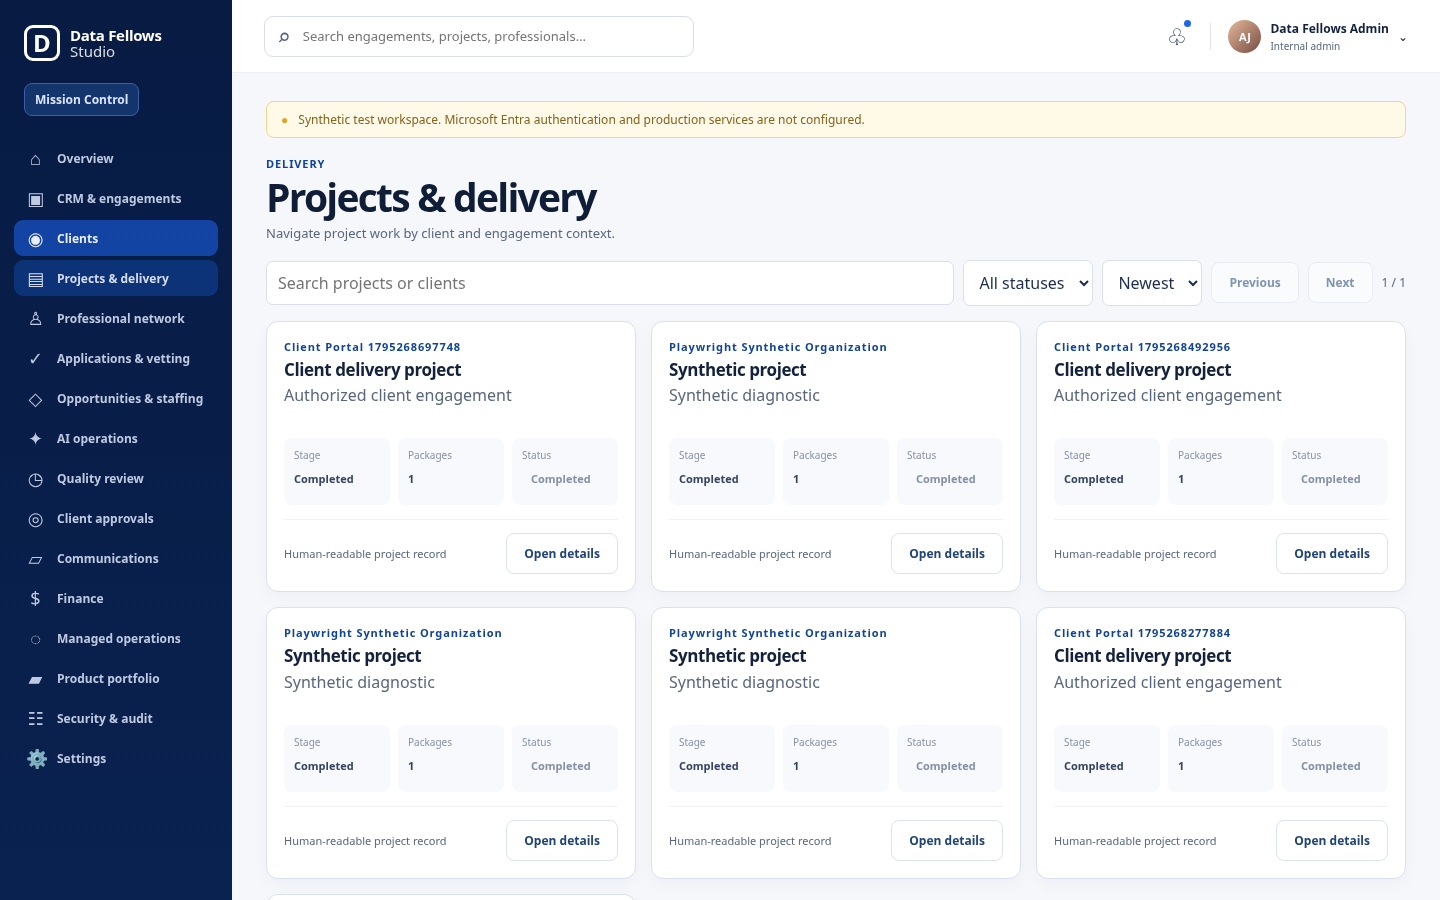 D
Data Fellows
Studio
Mission Control
Overview
CRM & engagements
Clients
Projects & delivery
Professional network
Applications & vetting
Opportunities & staffing
AI operations
Quality review
Client approvals
Communications
$ Finance
Managed operations
Product portfolio
Security & audit
Settings
Search engagements, projects, professionals...
AJ
Data Fellows Admin
Internal admin
Synthetic test workspace. Microsoft Entra authentication and production services are not configured.
DELIVERY
Projects & delivery
Navigate project work by client and engagement context.
Search projects or clients
All statuses
Newest
Previous
Next
1 / 1
Client Portal 1795268697748
Client delivery project
Authorized client engagement
Stage Packages Status
Completed 1 Completed
Human-readable project record
Open details
Playwright Synthetic Organization
Synthetic project
Synthetic diagnostic
Stage Packages Status
Completed 1 Completed
Human-readable project record
Open details
Client Portal 1795268492956
Client delivery project
Authorized client engagement
Stage Packages Status
Completed 1 Completed
Human-readable project record
Open details
Playwright Synthetic Organization
Synthetic project
Synthetic diagnostic
Stage Packages Status
Completed 1 Completed
Human-readable project record
Open details
Playwright Synthetic Organization
Synthetic project
Synthetic diagnostic
Stage Packages Status
Completed 1 Completed
Human-readable project record
Open details
Client Portal 1795268277884
Client delivery project
Authorized client engagement
Stage Packages Status
Completed 1 Completed
Human-readable project record
Open details